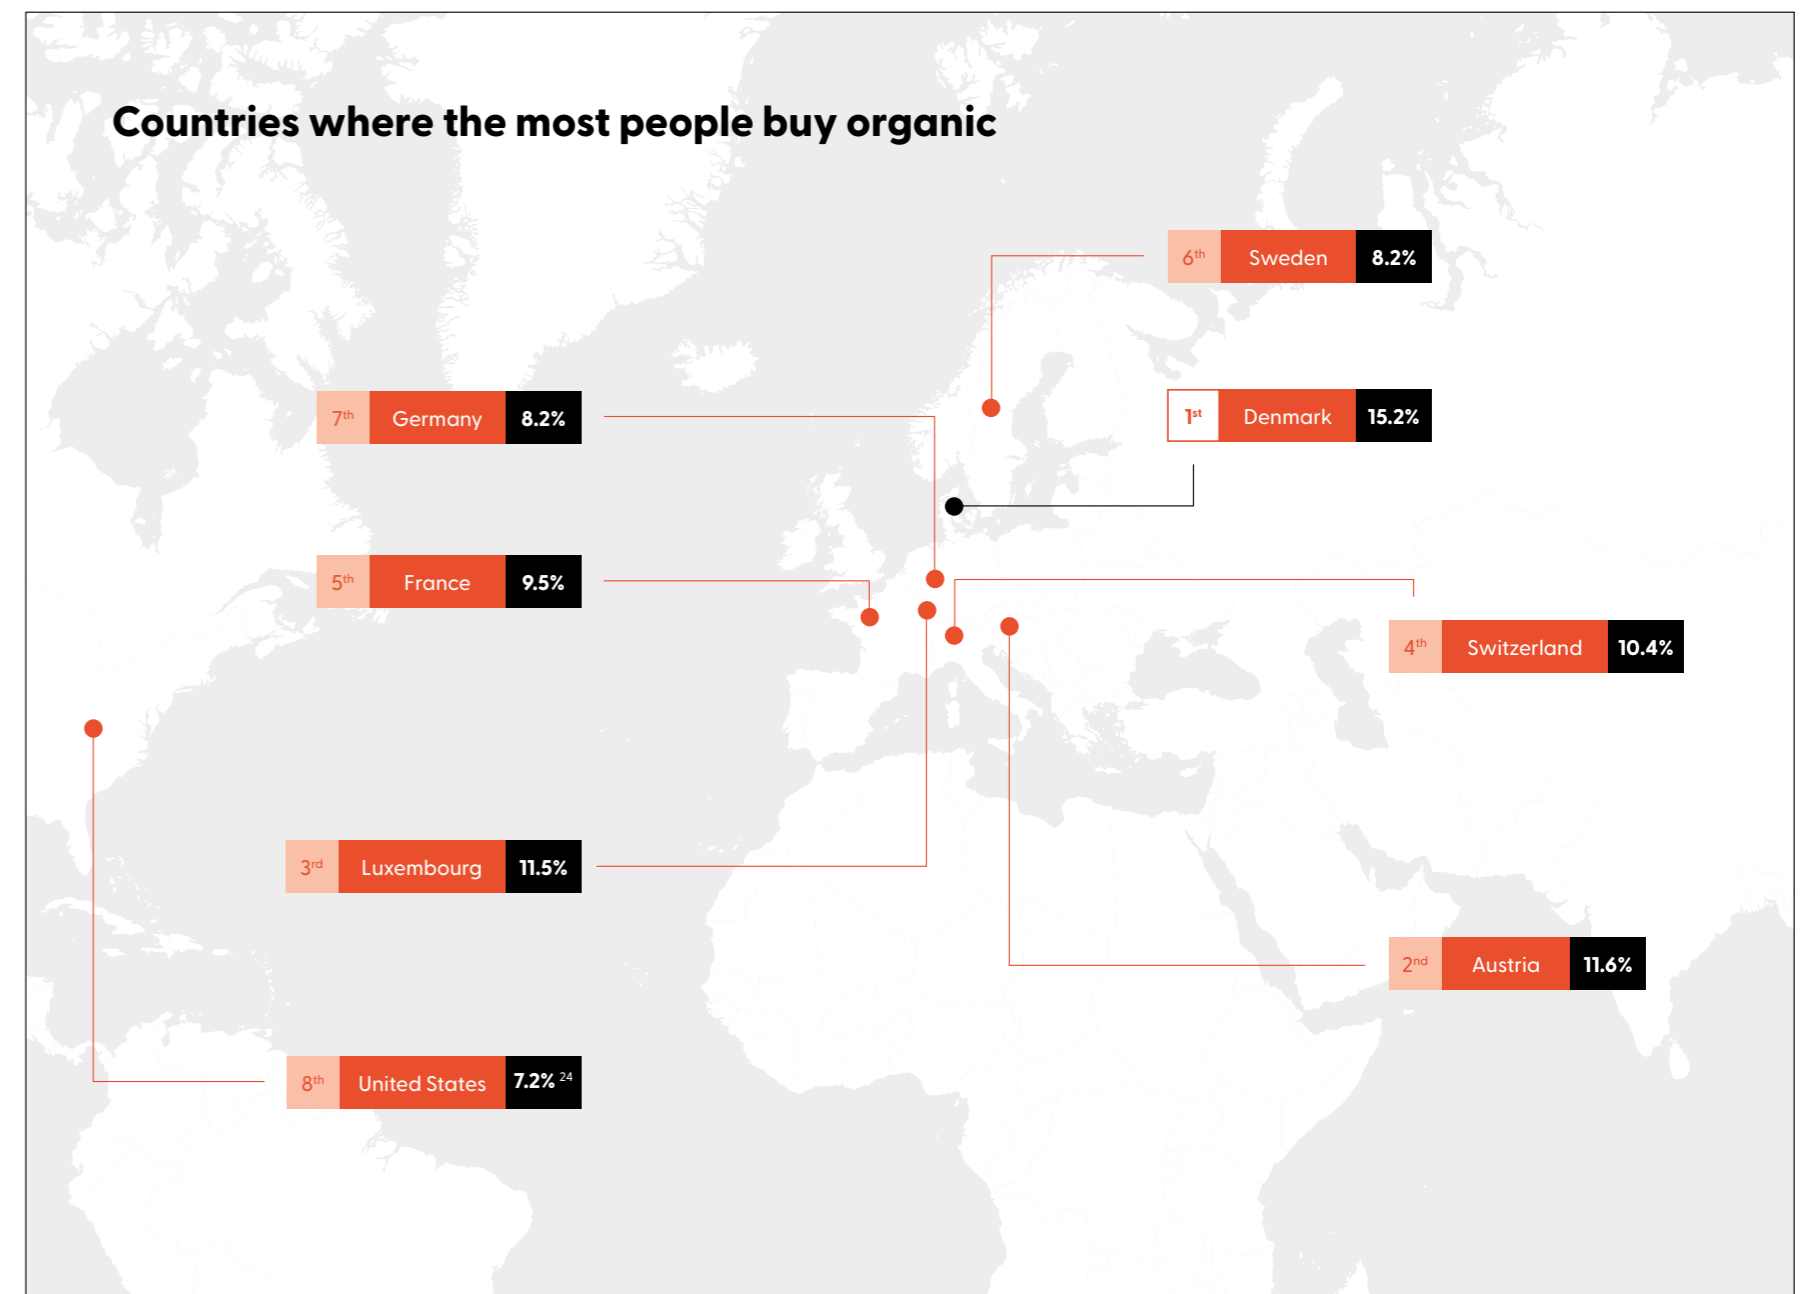 Countries where the most people buy organic
6th Sweden 8.2%
7th Germany 8.2%
1st Denmark 15.2%
5th France 9.5%
4th Switzerland 10.4%
3rd Luxembourg 11.5%
2nd Austria 11.6%
8th United States 7.2% 24